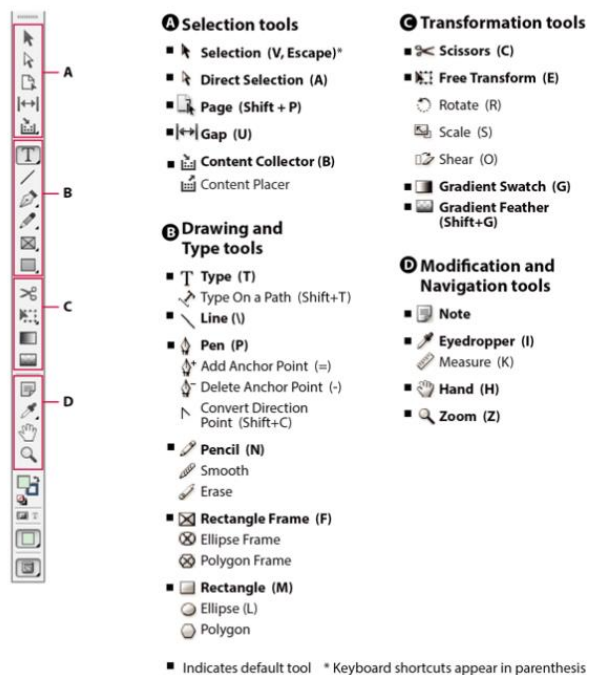 A
B
C
D
A Selection tools
■ Selection (V, Escape)*
■ Direct Selection (A)
■ Page (Shift + P)
■ Gap (U)
■ Content Collector (B)
Content Placer
B Drawing and
Type tools
■ T Type (T)
Type On a Path (Shift+T)
■ Line (\)
■ Pen (P)
Add Anchor Point (=)
Delete Anchor Point (-)
Convert Direction
Point (Shift+C)
■ Pencil (N)
Smooth
Erase
■ Rectangle Frame (F)
Ellipse Frame
Polygon Frame
■ Rectangle (M)
Ellipse (L)
Polygon
C Transformation tools
■ Scissors (C)
■ Free Transform (E)
Rotate (R)
Scale (S)
Shear (O)
■ Gradient Swatch (G)
■ Gradient Feather
(Shift+G)
D Modification and
Navigation tools
■ Note
■ Eyedropper (I)
Measure (K)
■ Hand (H)
■ Zoom (Z)
■ Indicates default tool * Keyboard shortcuts appear in parenthesis